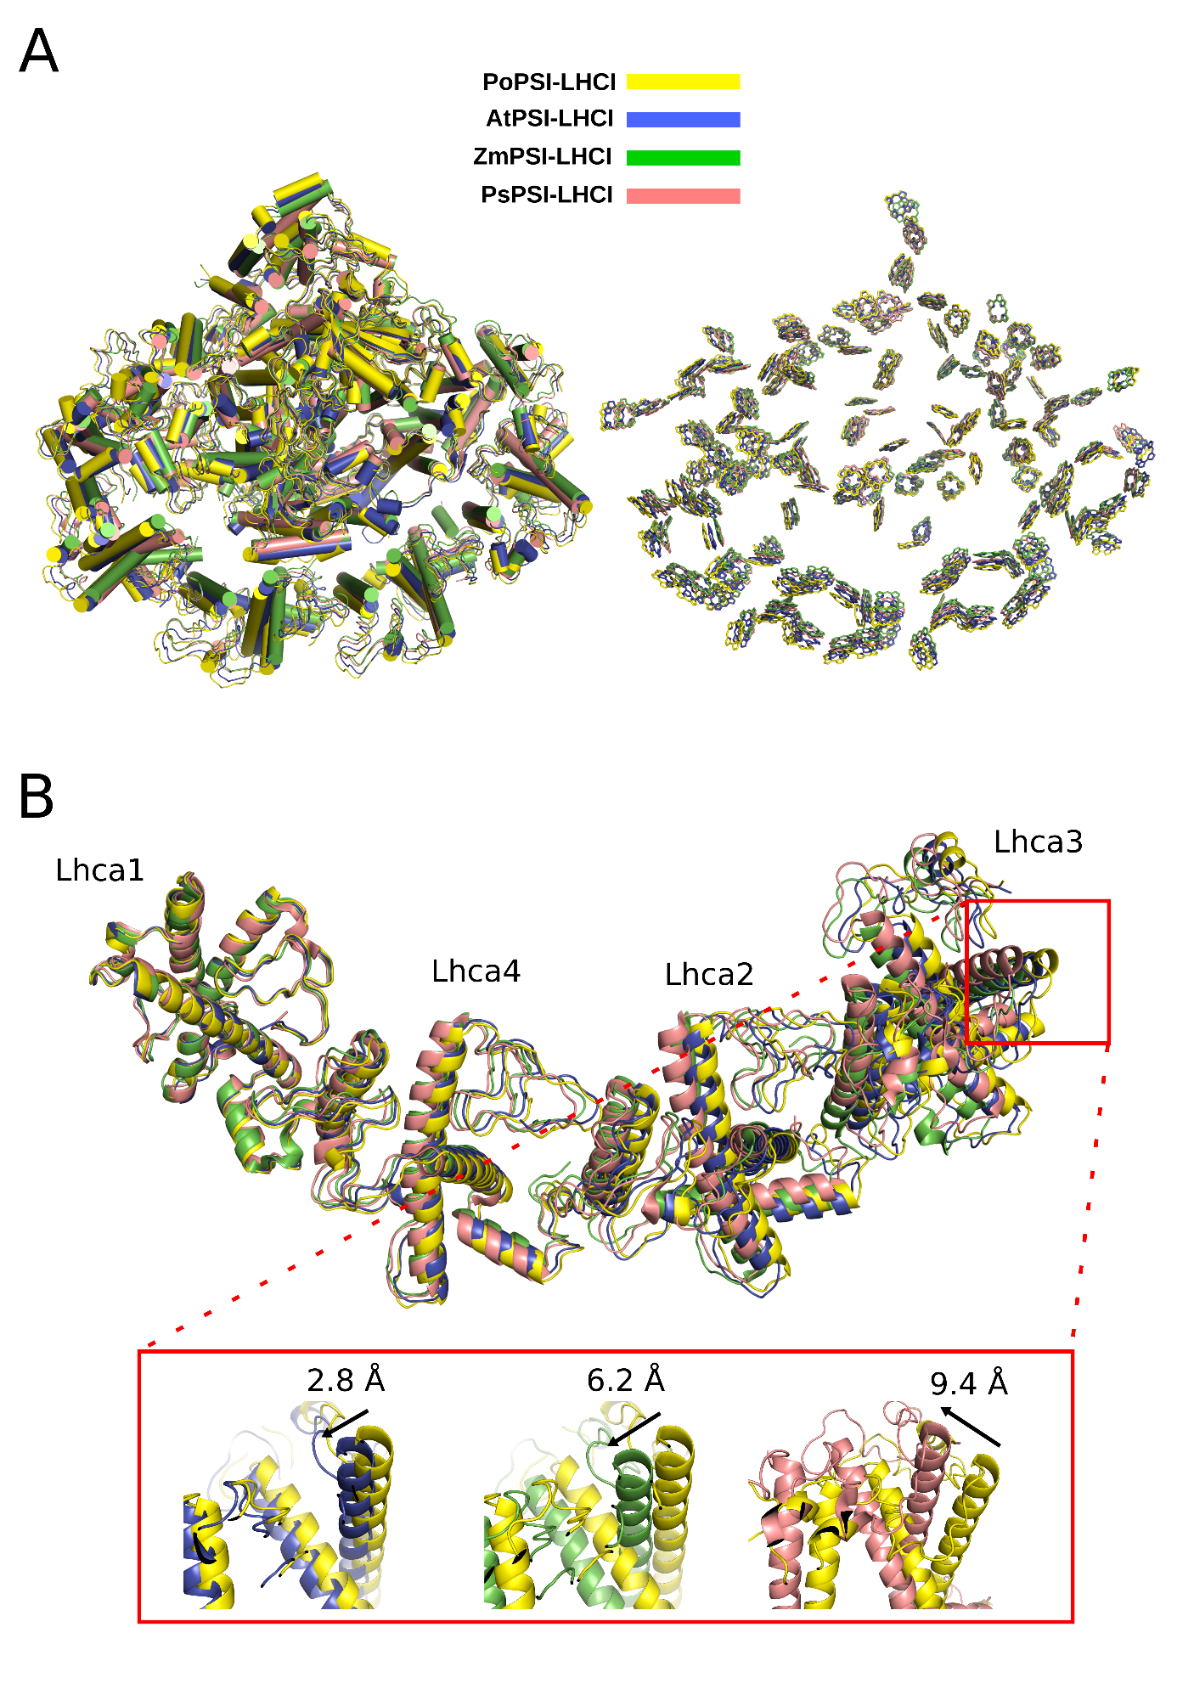 A
PoPSI-LHCI
AtPSI-LHCI
ZmPSI-LHCI
PsPSI-LHCI
B
Lhca1
Lhca4
Lhca2
Lhca3
2.8 Å
6.2 Å
9.4 Å